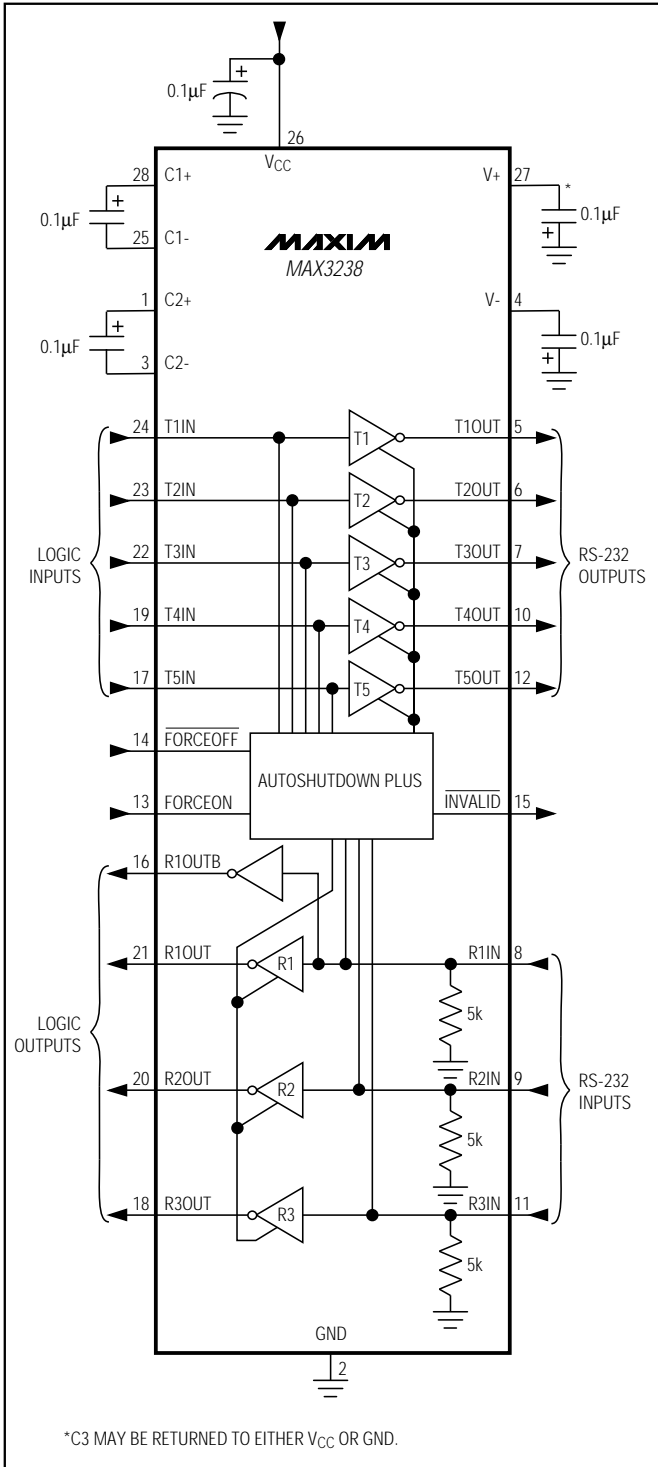 0.1µF
+
26
VCC
28 C1+
V+ 27
*
0.1µF
+
0.1µF
+
25 C1-
MAXIM
MAX3238
1 C2+
V- 4
0.1µF
+
0.1µF
+
3 C2-
24 T1IN
T1
T1OUT 5
23 T2IN
T2
T2OUT 6
LOGIC
INPUTS
22 T3IN
T3
T3OUT 7
RS-232
OUTPUTS
19 T4IN
T4
T4OUT 10
17 T5IN
T5
T5OUT 12
14 FORCEOFF
AUTOSHUTDOWN PLUS
13 FORCEON
INVALID 15
16 R1OUTB
21 R1OUT
R1
R1IN 8
5k
LOGIC
OUTPUTS
20 R2OUT
R2
R2IN 9
RS-232
INPUTS
5k
18 R3OUT
R3
R3IN 11
5k
GND
2
*C3 MAY BE RETURNED TO EITHER VCC OR GND.